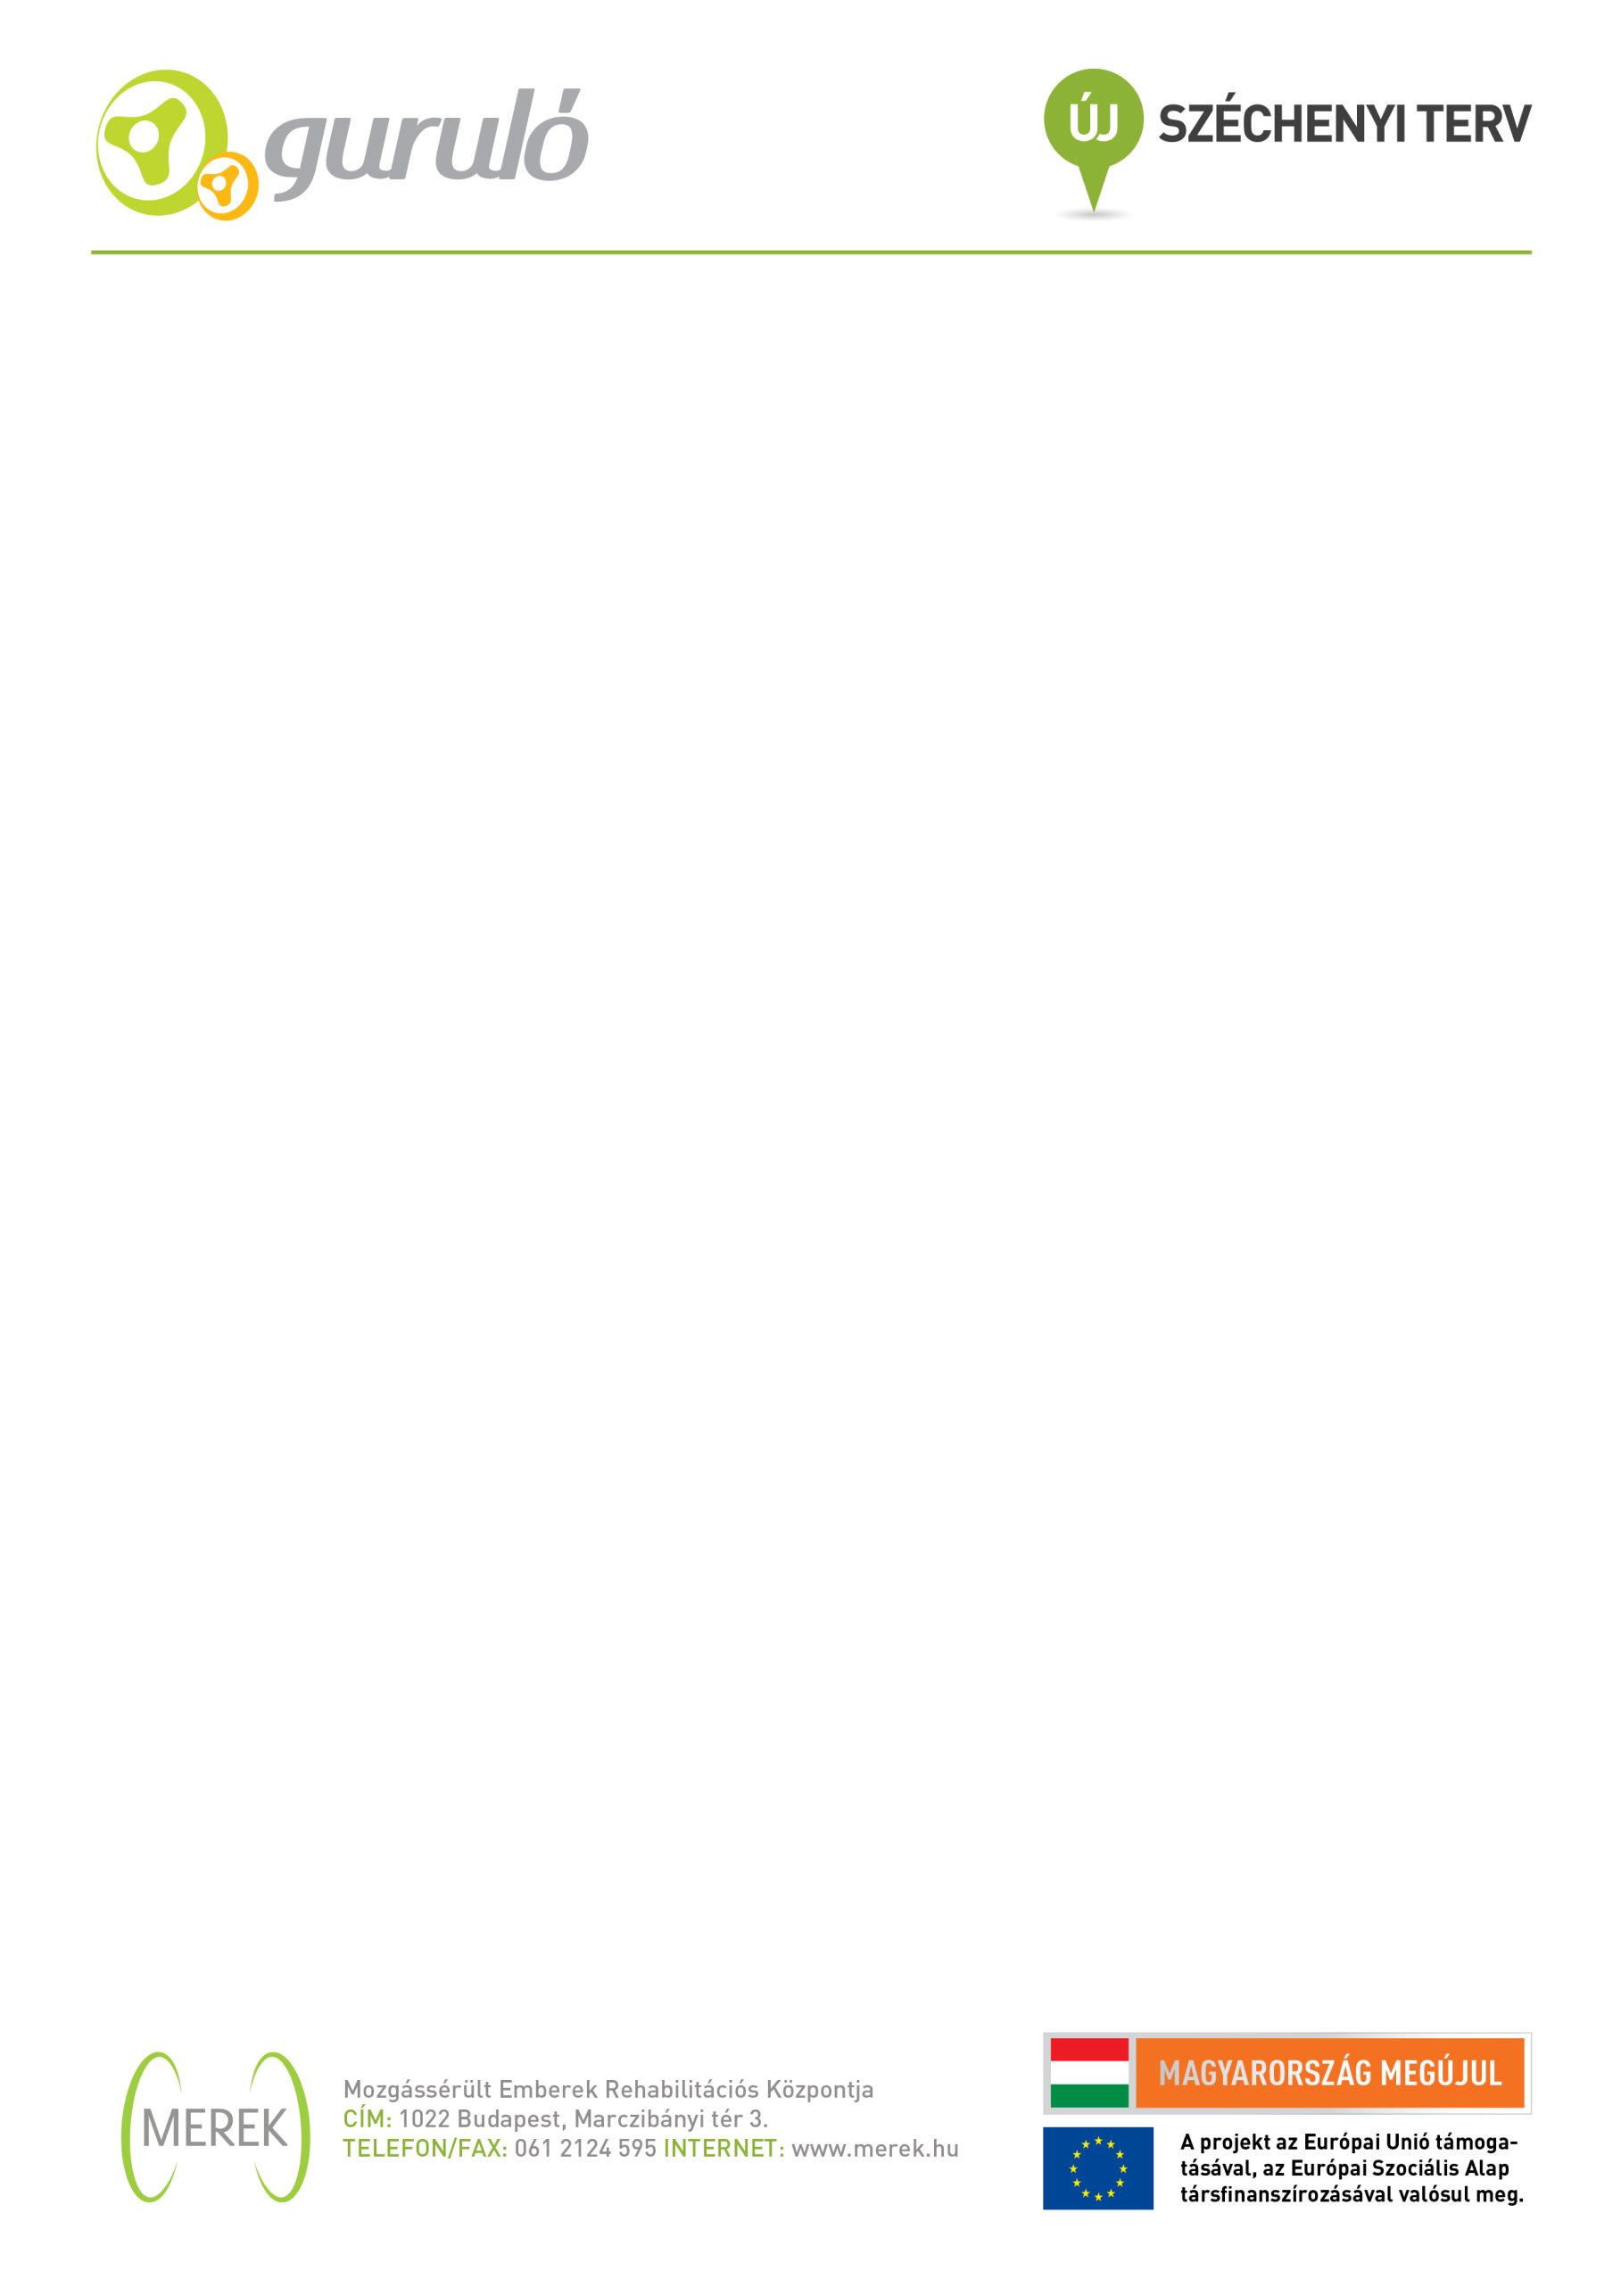 guruló
ÚJ SZÉCHENYI TERV
MEREK
Mozgássérült Emberek Rehabilitációs Központja
CÍM: 1022 Budapest, Marczibányi tér 3.
TELEFON/FAX: 061 2124 595 INTERNET: www.merek.hu
MAGYARORSZÁG MEGÚJUL
A projekt az Európai Unió támoga-
tásával, az Európai Szociális Alap
társfinanszírozásával valósul meg.